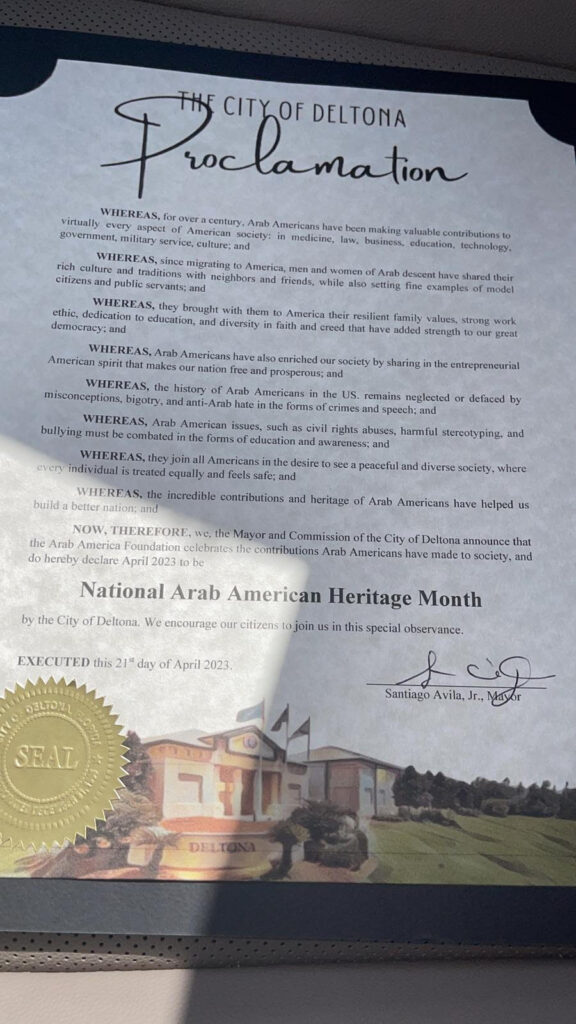 THE CITY OF DELTONA
Proclamation
WHEREAS, for over a century, Arab Americans have been making valuable contributions to
virtually every aspect of American society: in medicine, law, business, education, technology,
government, military service, culture; and
WHEREAS, since migrating to America, men and women of Arab descent have shared their
rich culture and traditions with neighbors and friends, while also setting fine examples of model
citizens and public servants; and
WHEREAS, they brought with them to America their resilient family values, strong work
ethic, dedication to education, and diversity in faith and creed that have added strength to our great
democracy; and
WHEREAS, Arab Americans have also enriched our society by sharing in the entrepreneurial
American spirit that makes our nation free and prosperous; and
WHEREAS, the history of Arab Americans in the US. remains neglected or defaced by
misconceptions, bigotry, and anti-Arab hate in the forms of crimes and speech; and
WHEREAS, Arab American issues, such as civil rights abuses, harmful stereotyping, and
bullying must be combated in the forms of education and awareness; and
WHEREAS, they join all Americans in the desire to see a peaceful and diverse society, where
every individual is treated equally and feels safe; and
WHEREAS, the incredible contributions and heritage of Arab Americans have helped us
build a better nation; and
NOW, THEREFORE, we, the Mayor and Commission of the City of Deltona announce that
the Arab America Foundation celebrates the contributions Arab Americans have made to society, and
do hereby declare April 2023 to be
National Arab American Heritage Month
by the City of Deltona. We encourage our citizens to join us in this special observance.
EXECUTED this 21st day of April 2023.
Santiago Avila, Jr., Mayor
DELTONA
SEAL
DELTONA